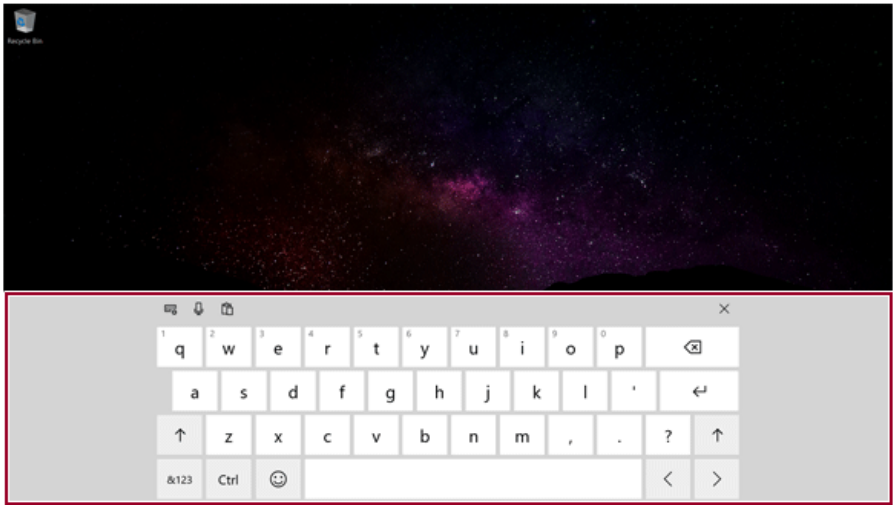 Recycle Bin
1 2 3 4 5 6 7 8 9 0
q w e r t y u i o p
a s d f g h j k l '
z x c v b n m , . ?
&123 Ctrl